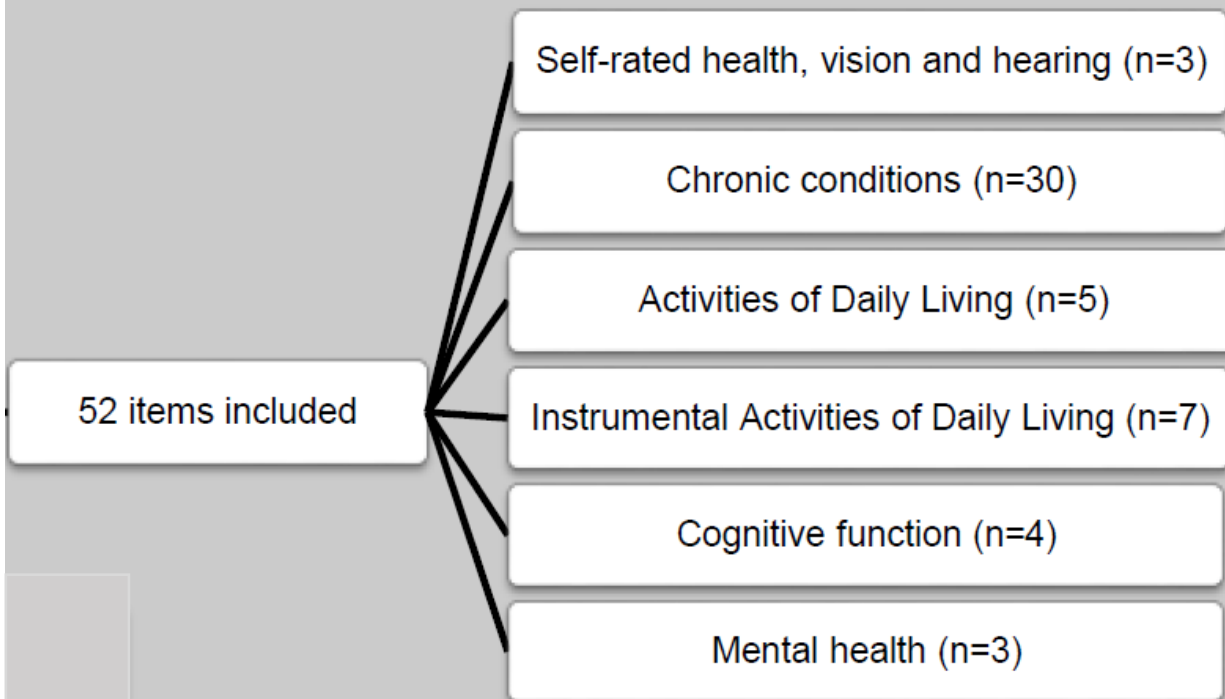 Self-rated health, vision and hearing (n=3)
Chronic conditions (n=30)
Activities of Daily Living (n=5)
52 items included
Instrumental Activities of Daily Living (n=7)
Cognitive function (n=4)
Mental health (n=3)